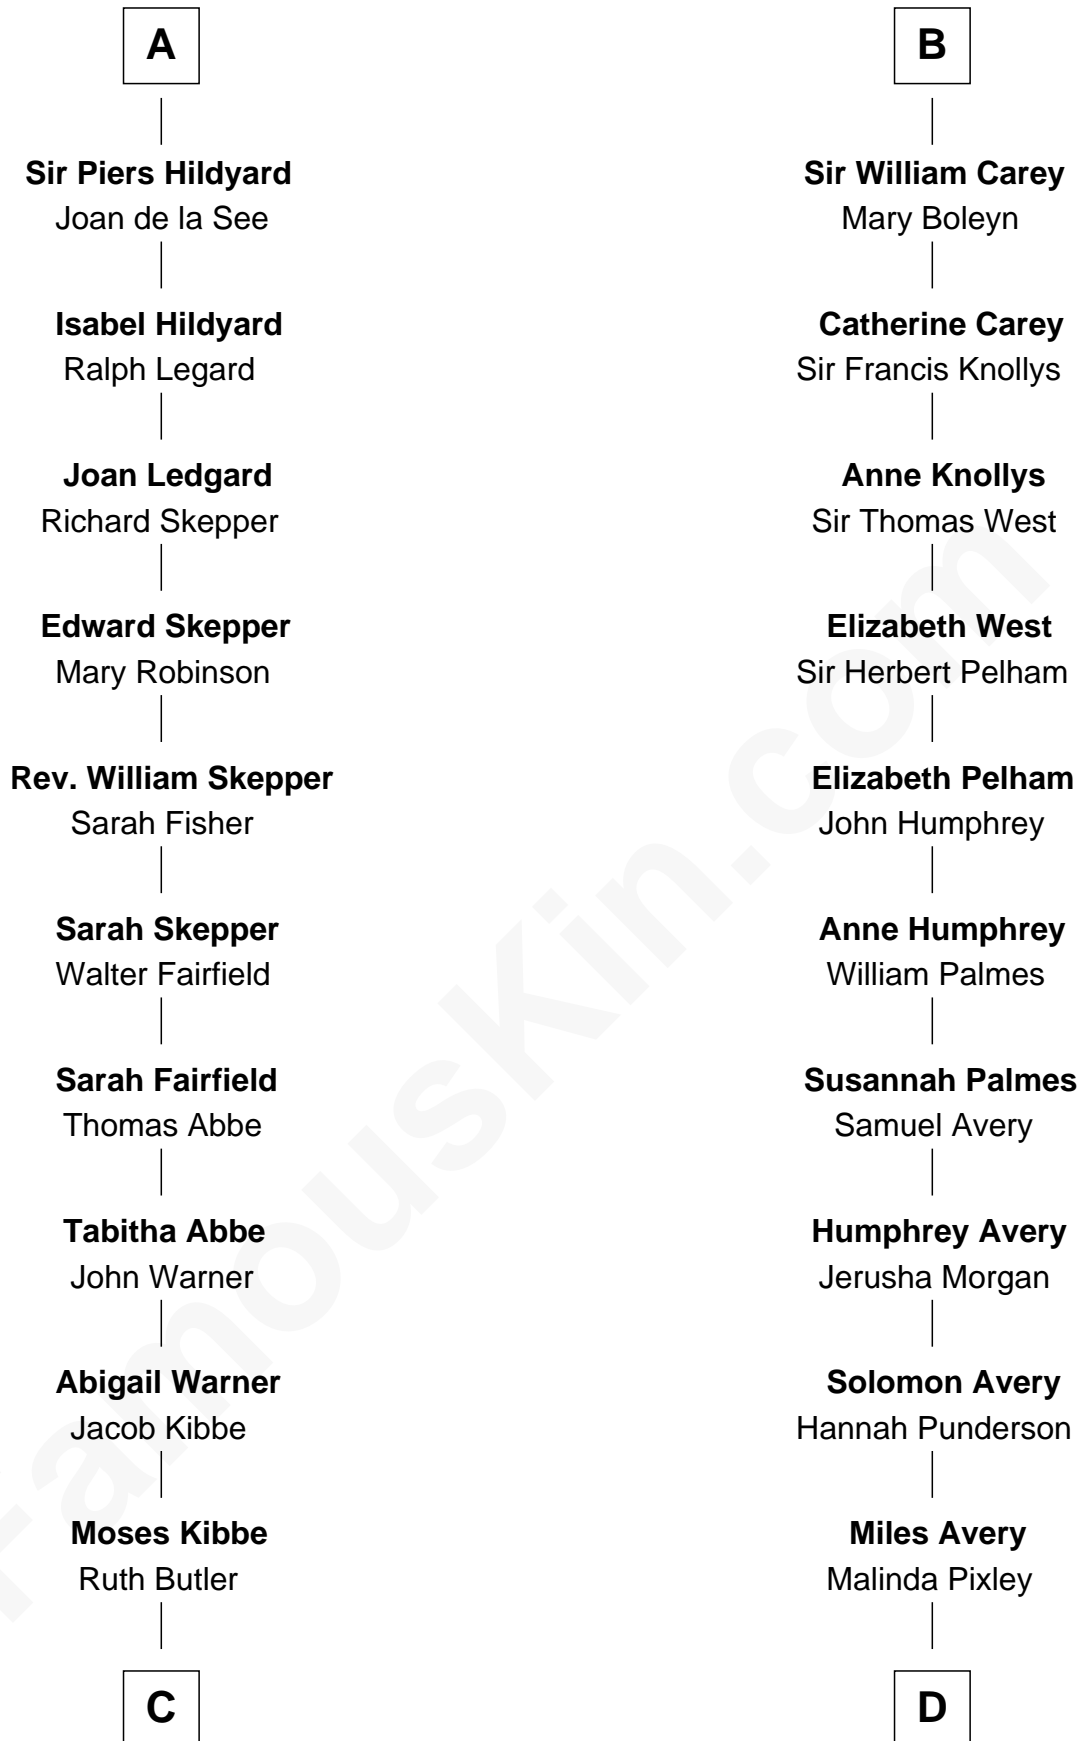 A
Sir Piers Hildyard
Joan de la See
Isabel Hildyard
Ralph Legard
Joan Ledgard
Richard Skepper
Edward Skepper
Mary Robinson
Rev. William Skepper
Sarah Fisher
Sarah Skepper
Walter Fairfield
Sarah Fairfield
Thomas Abbe
Tabitha Abbe
John Warner
Abigail Warner
Jacob Kibbe
Moses Kibbe
Ruth Butler
C
B
Sir William Carey
Mary Boleyn
Catherine Carey
Sir Francis Knollys
Anne Knollys
Sir Thomas West
Elizabeth West
Sir Herbert Pelham
Elizabeth Pelham
John Humphrey
Anne Humphrey
William Palmes
Susannah Palmes
Samuel Avery
Humphrey Avery
Jerusha Morgan
Solomon Avery
Hannah Punderson
Miles Avery
Malinda Pixley
D
FamousKin.com